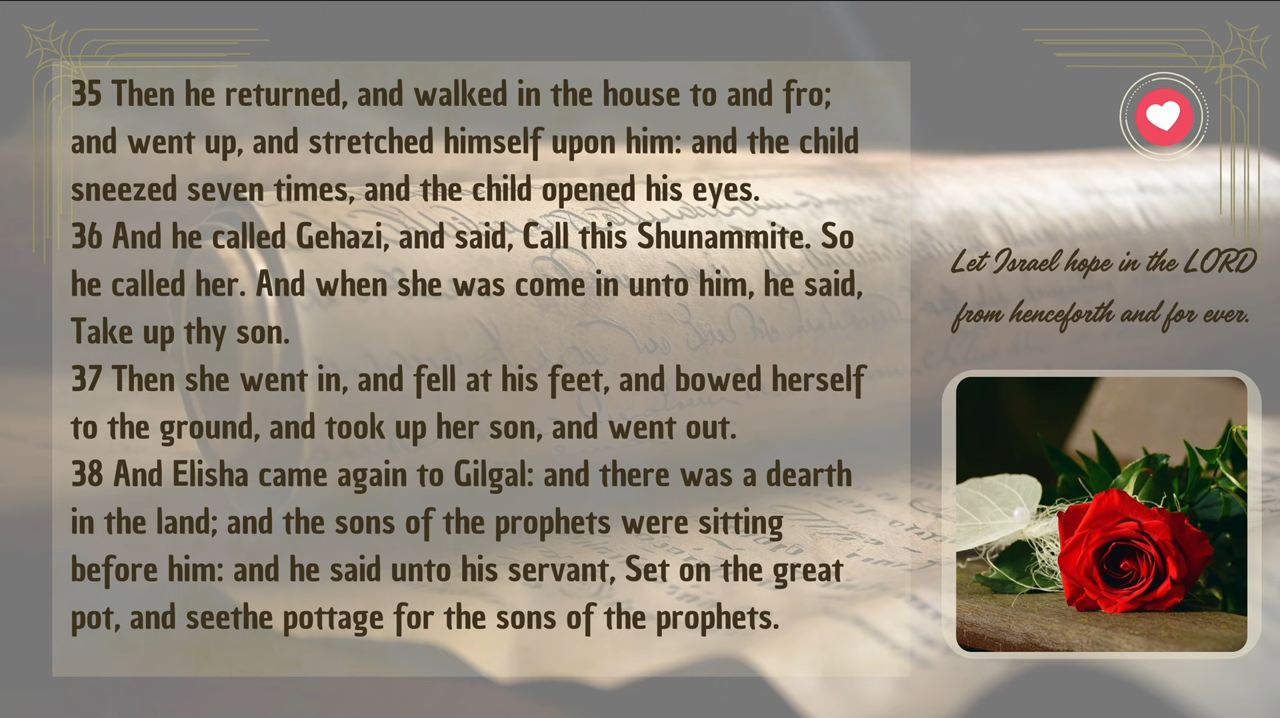 35 Then he returned, and walked in the house to and fro;
and went up, and stretched himself upon him: and the child
sneezed seven times, and the child opened his eyes.
36 And he called Gehazi, and said, Call this Shunammite. So
he called her. And when she was come in unto him, he said,
Take up thy son.
37 Then she went in, and fell at his feet, and bowed herself
to the ground, and took up her son, and went out.
38 And Elisha came again to Gilgal: and there was a dearth
in the land; and the sons of the prophets were sitting
before him: and he said unto his servant, Set on the great
pot, and seethe pottage for the sons of the prophets.
Let Israel hope in the LORD
from henceforth and for ever.